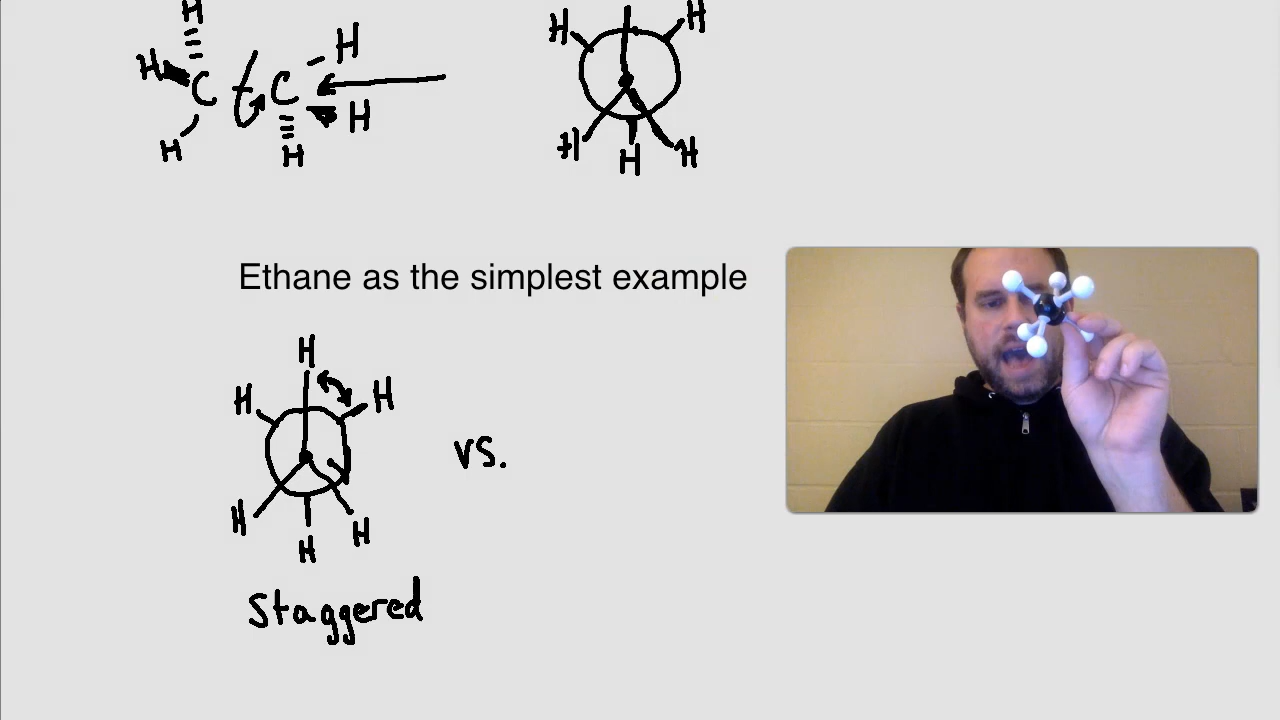 H
H C C H
H
H
H
H H
H H H
Ethane as the simplest example
H
H H
vs.
H H H
Staggered